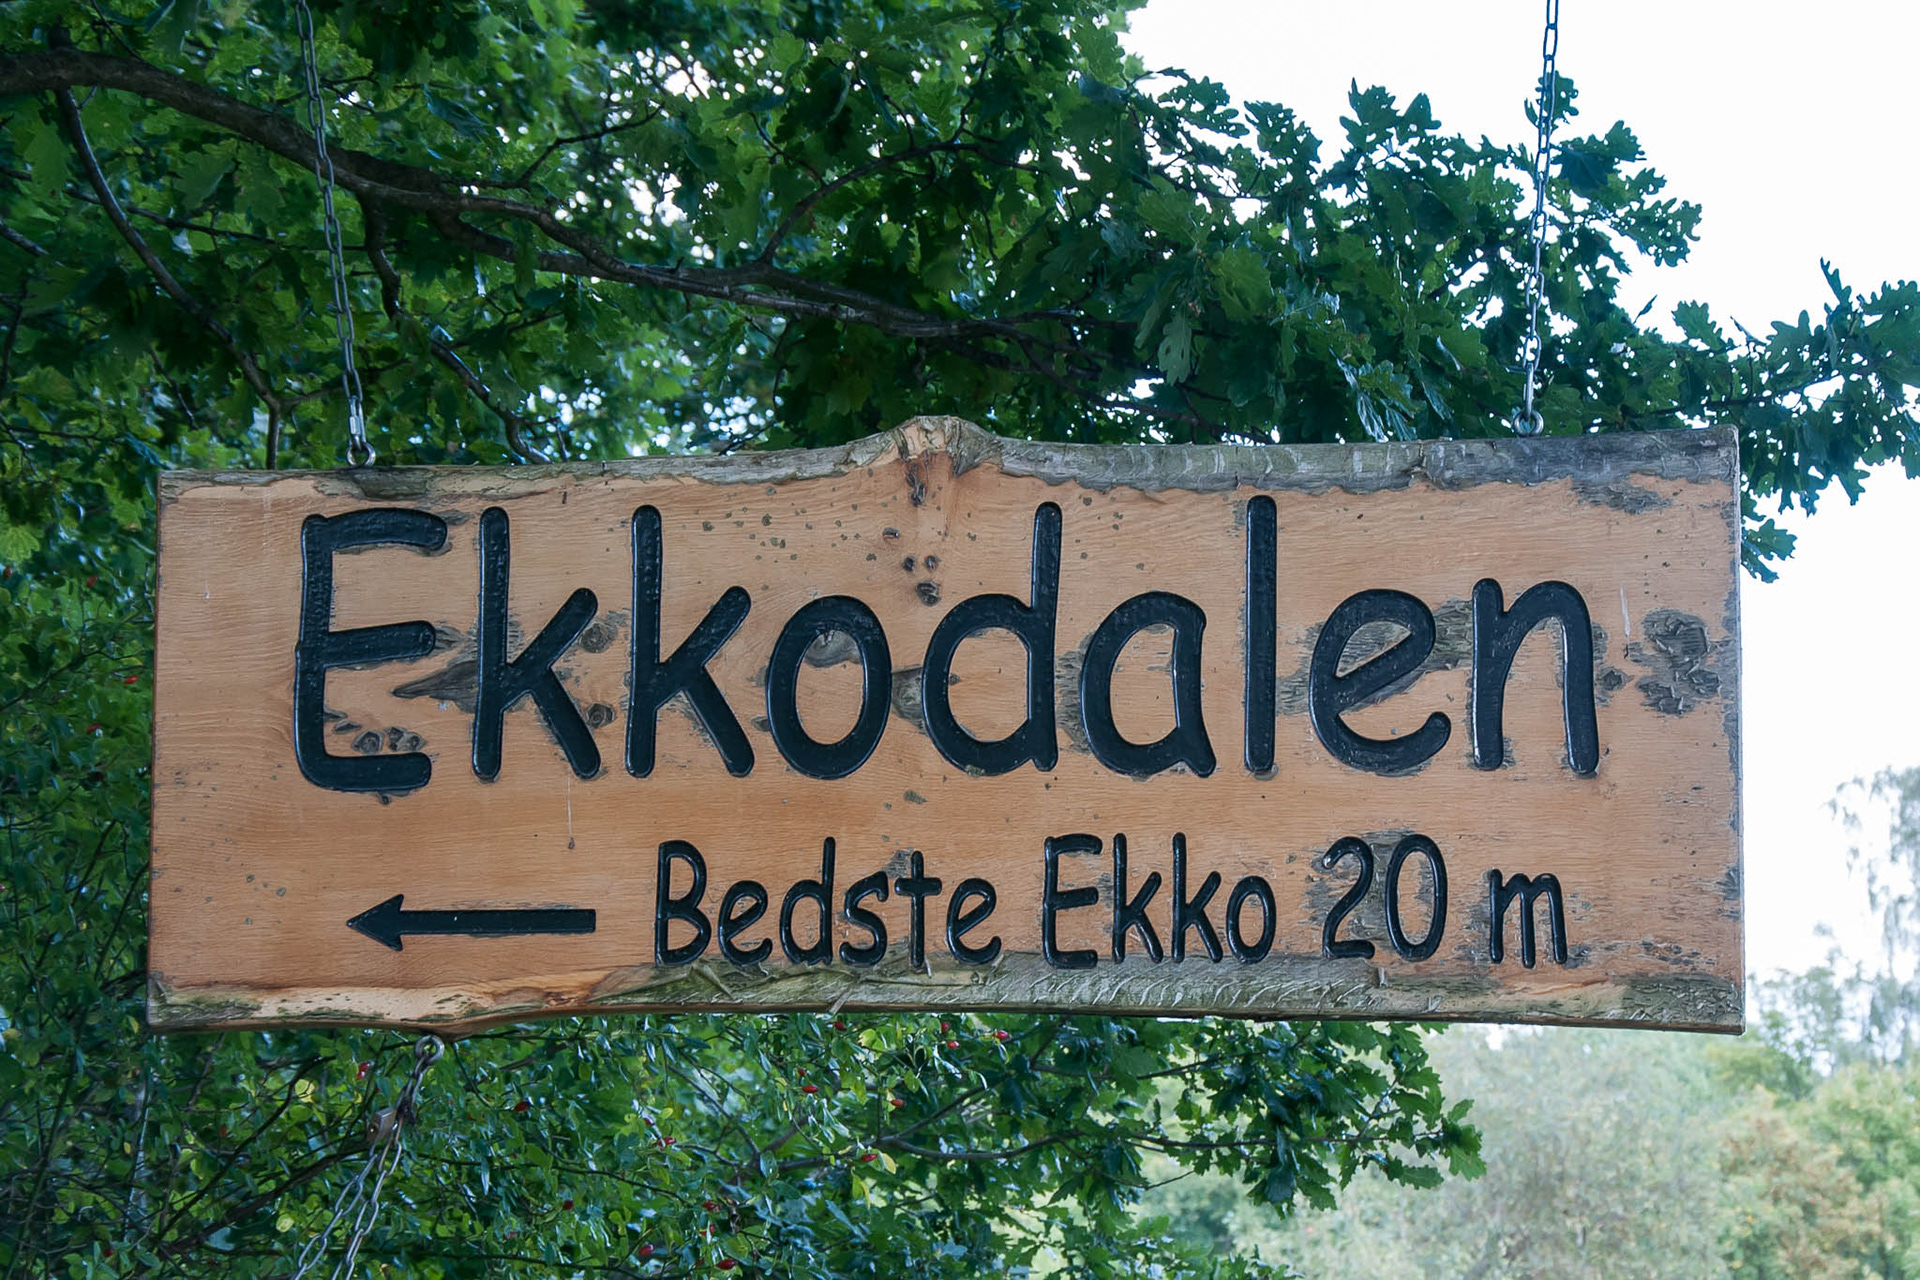 Ekkodalen
← Bedste Ekko 20 m